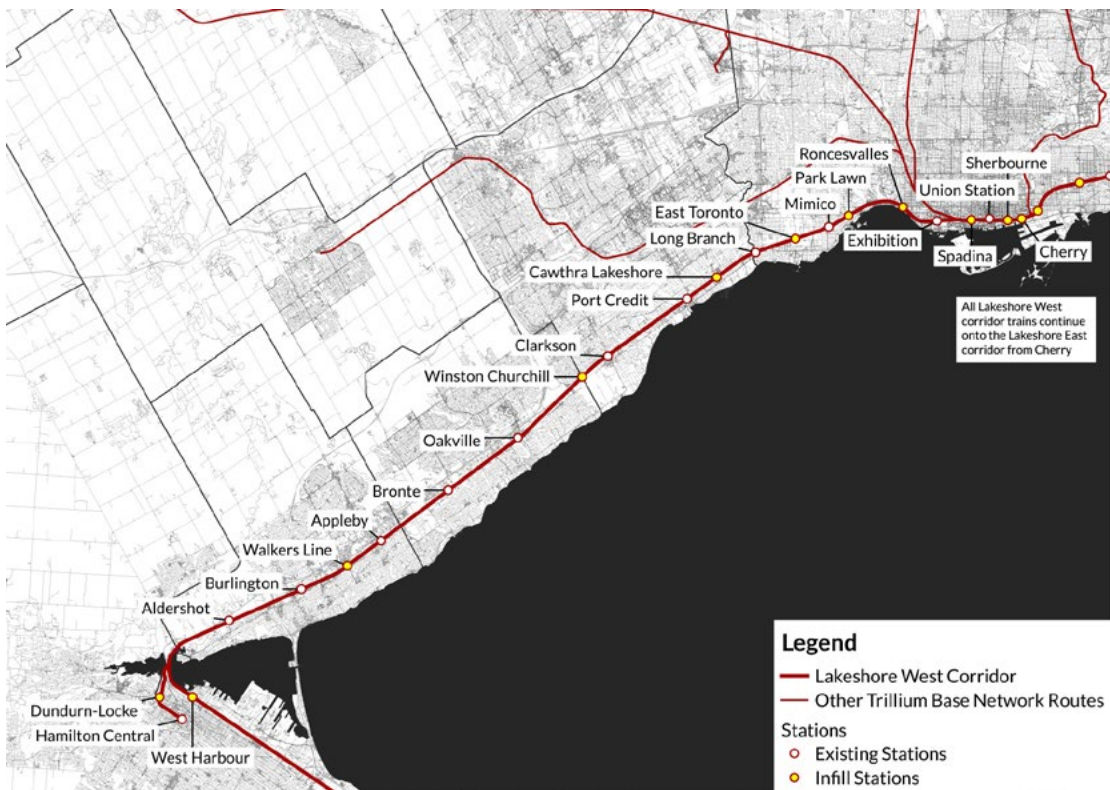 Roncesvalles
Sherbourne
Park Lawn
Union Station
Mimico
East Toronto
Long Branch
Exhibition
Spadina
Cherry
Cawthra Lakeshore
Port Credit
All Lakeshore West
corridor trains continue
onto the Lakeshore East
corridor from Cherry
Clarkson
Winston Churchill
Oakville
Bronte
Appleby
Walkers Line
Burlington
Aldershot
Dundurn-Locke
Hamilton Central
West Harbour
Legend
Lakeshore West Corridor
Other Trillium Base Network Routes
Stations
Existing Stations
Infill Stations